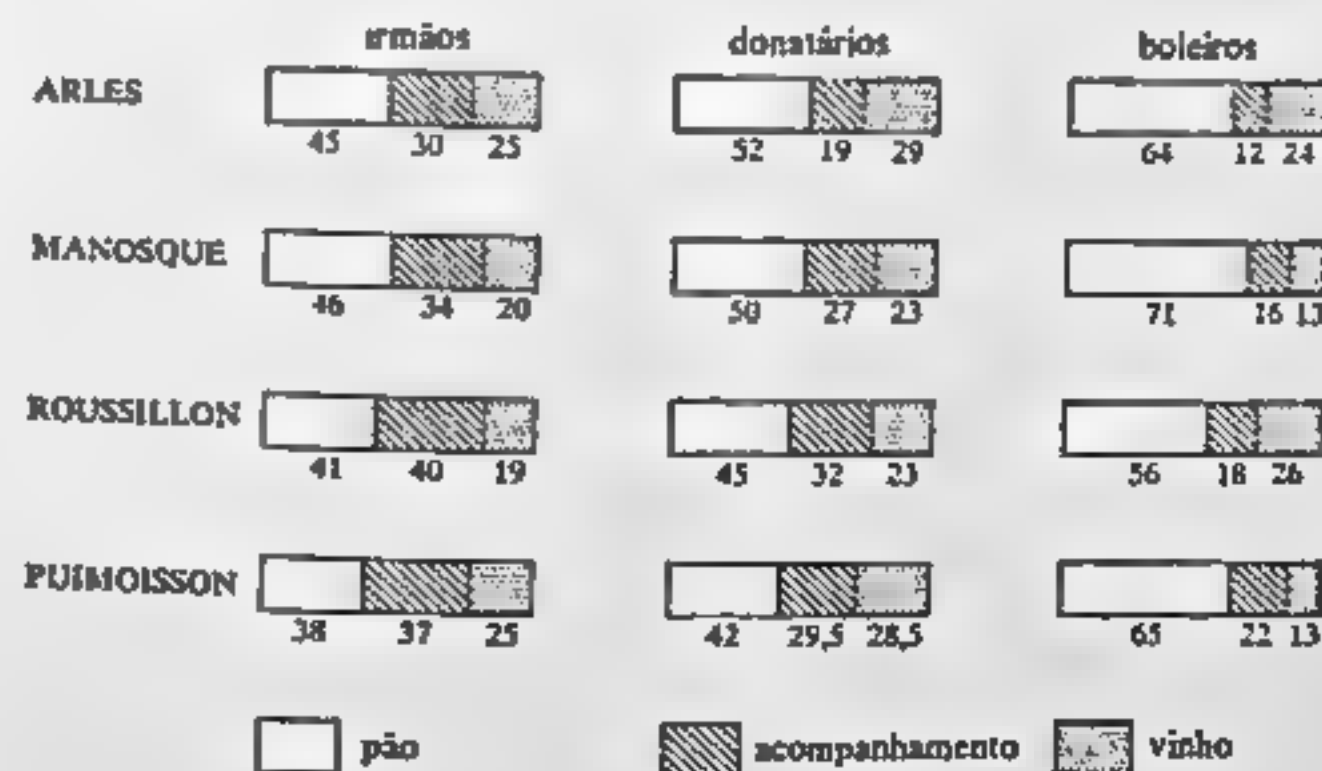 irmãos donatários boleiros
ARLES
45 30 25 52 19 29 64 12 24
MANOSQUE
46 34 20 50 27 23 71 16 13
ROUSSILLON
41 40 19 45 32 23 56 18 26
PUIMOISSON
38 37 25 42 29,5 28,5 65 22 13
pão acompanhamento vinho